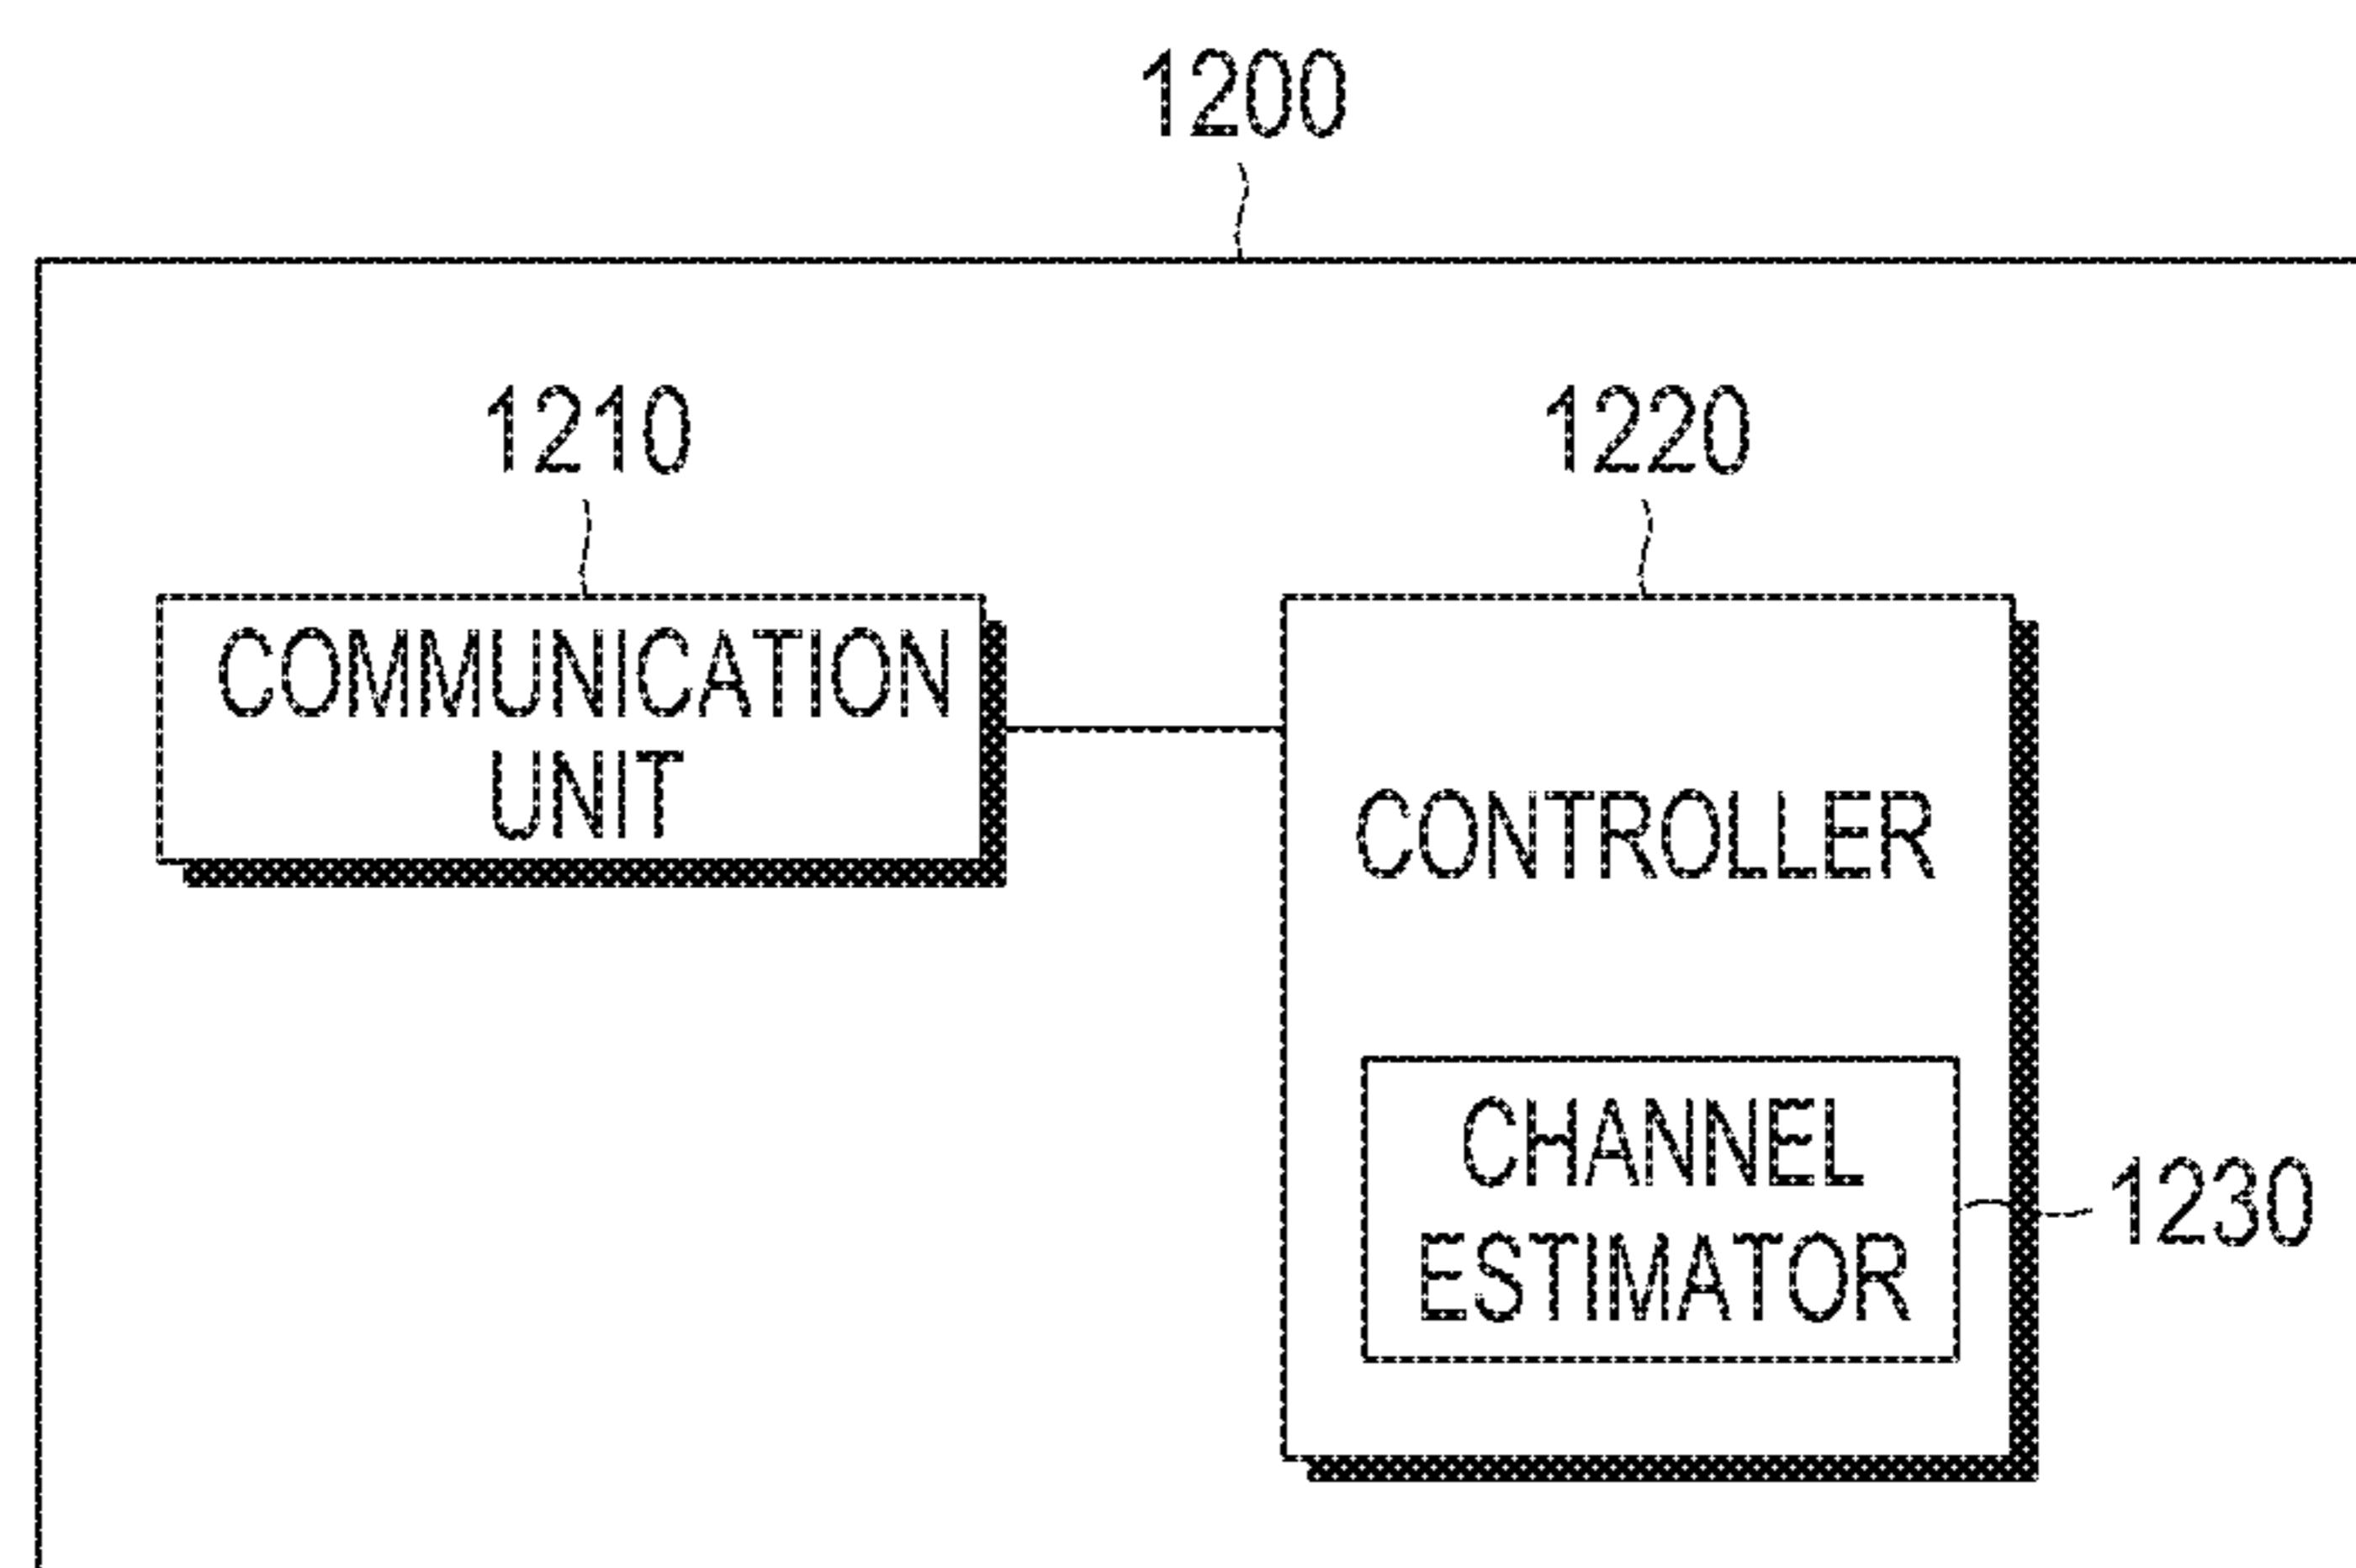 1200
1210
1220
COMMUNICATION
UNIT
CONTROLLER
CHANNEL
ESTIMATOR
1230